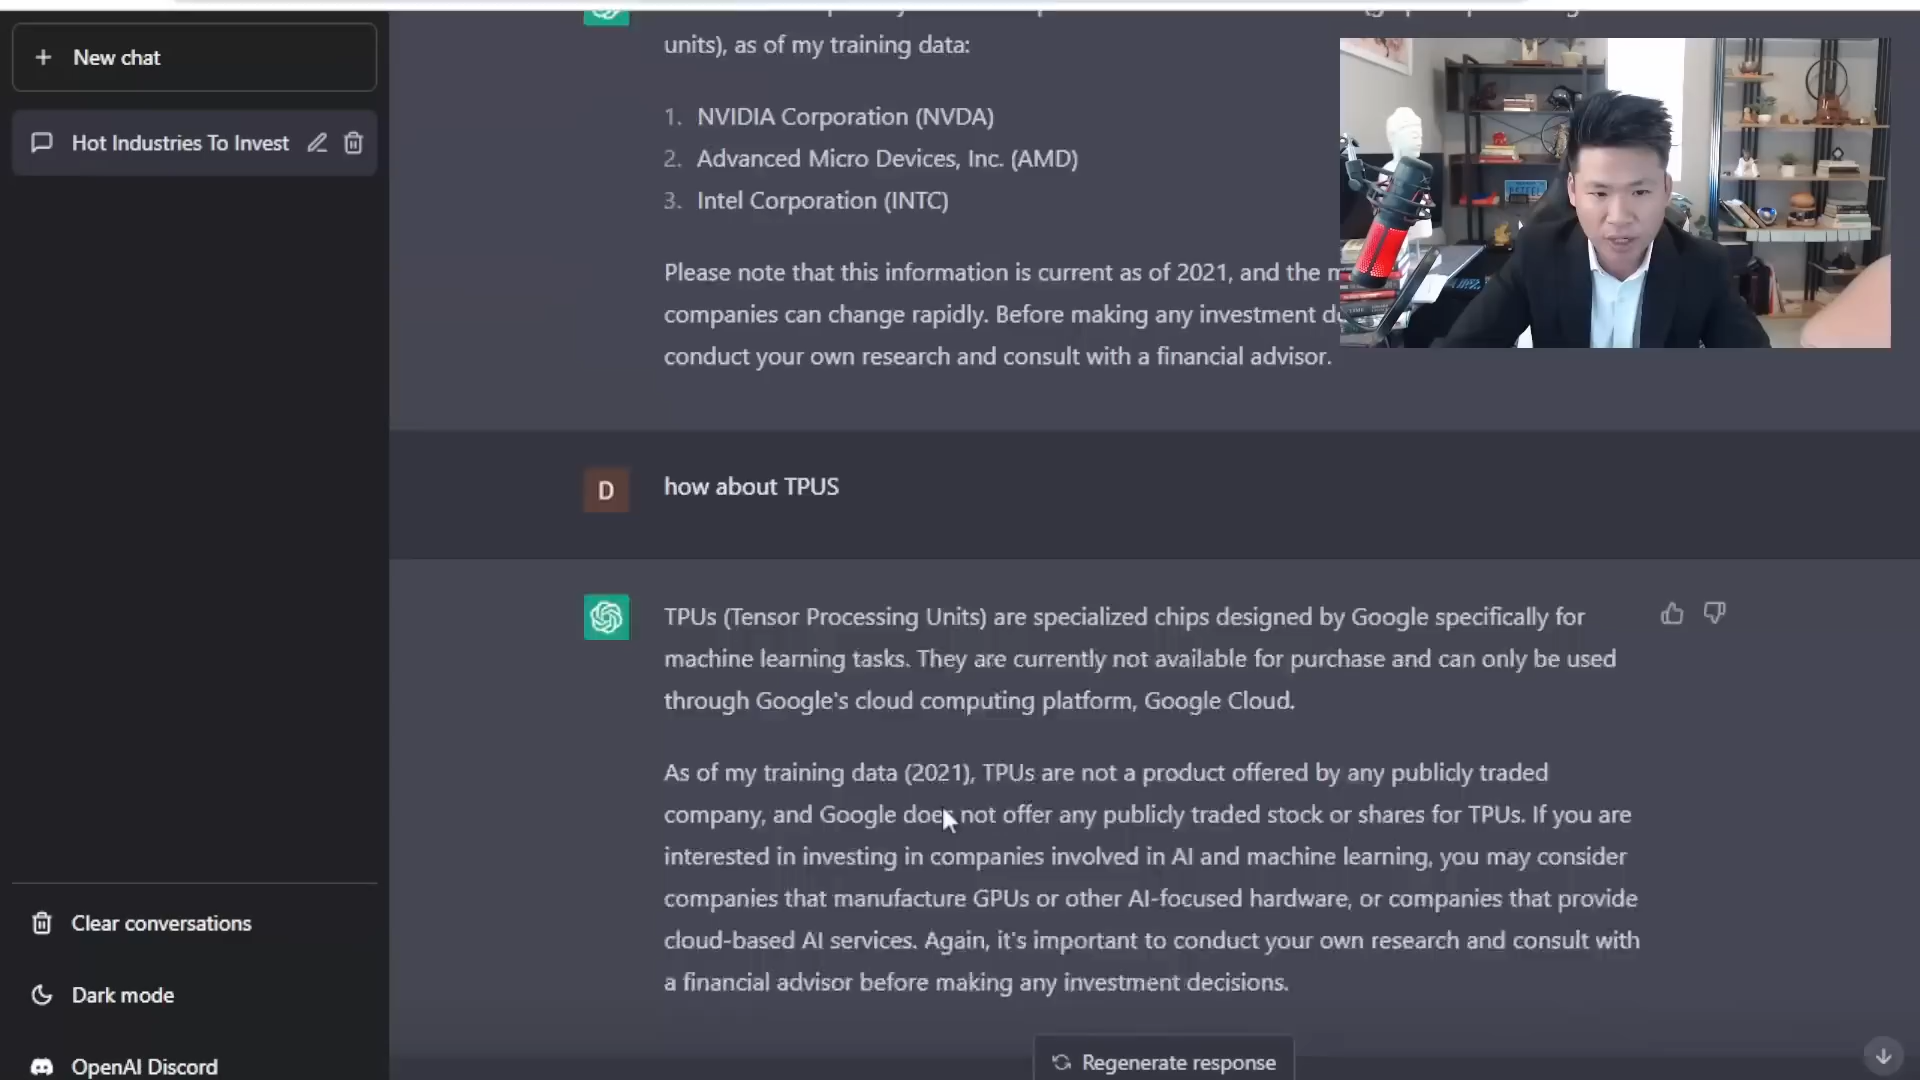 New chat
Hot Industries To Invest
units), as of my training data:
1. NVIDIA Corporation (NVDA)
2. Advanced Micro Devices, Inc. (AMD)
3. Intel Corporation (INTC)
Please note that this information is current as of 2021, and the
companies can change rapidly. Before making any investment
conduct your own research and consult with a financial advisor.
D
how about TPUS
TPUs (Tensor Processing Units) are specialized chips designed by Google specifically for
machine learning tasks. They are currently not available for purchase and can only be used
through Google's cloud computing platform, Google Cloud.
As of my training data (2021), TPUs are not a product offered by any publicly traded
company, and Google does not offer any publicly traded stock or shares for TPUs. If you are
interested in investing in companies involved in AI and machine learning, you may consider
companies that manufacture GPUs or other AI-focused hardware, or companies that provide
cloud-based AI services. Again, it's important to conduct your own research and consult with
a financial advisor before making any investment decisions.
Clear conversations
Dark mode
OpenAI Discord
Regenerate response